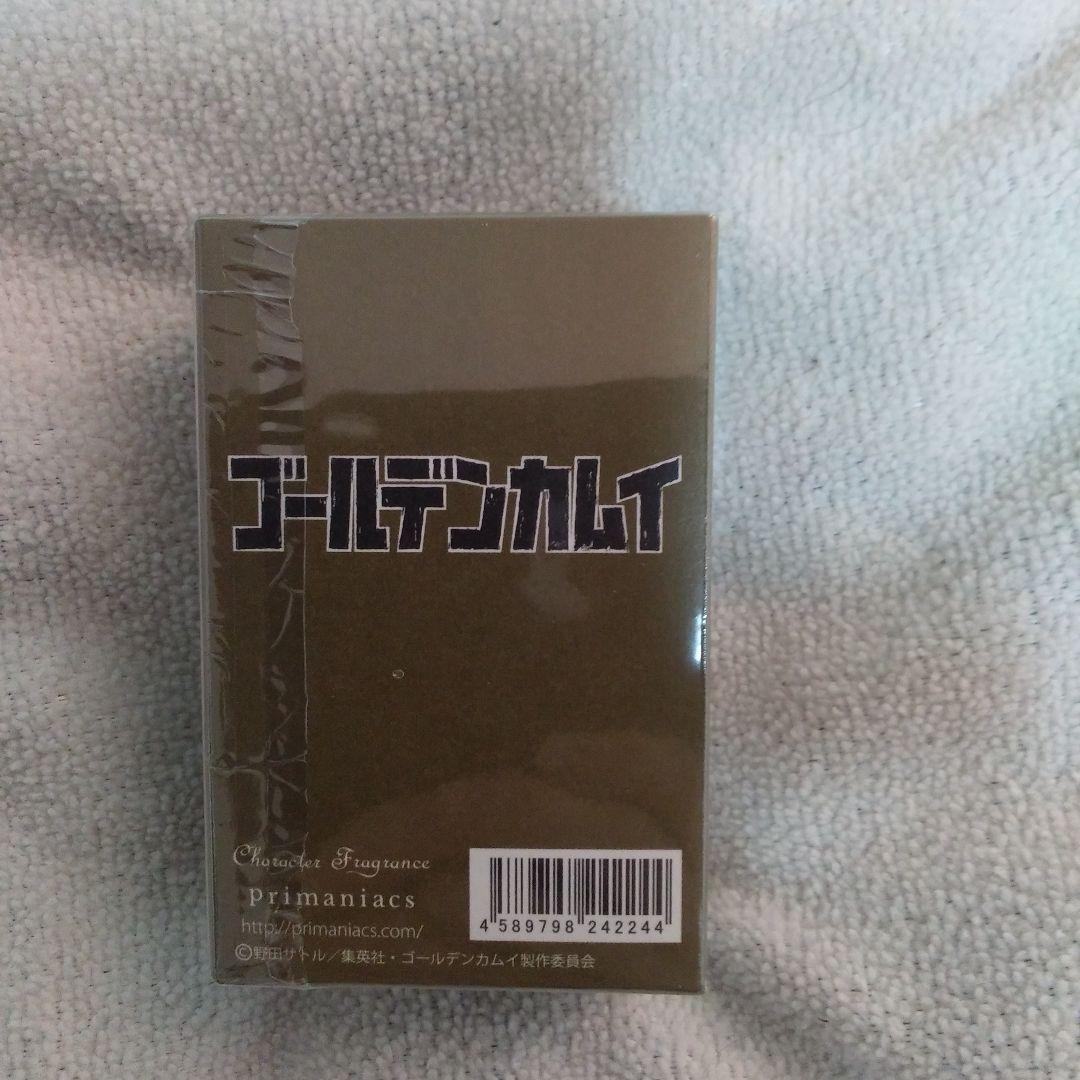 ゴールデンカムイ
Character Fragrance
primaniacs
http://primaniacs.com/
4 589798 242244
©野田サトル／集英社・ゴールデンカムイ製作委員会